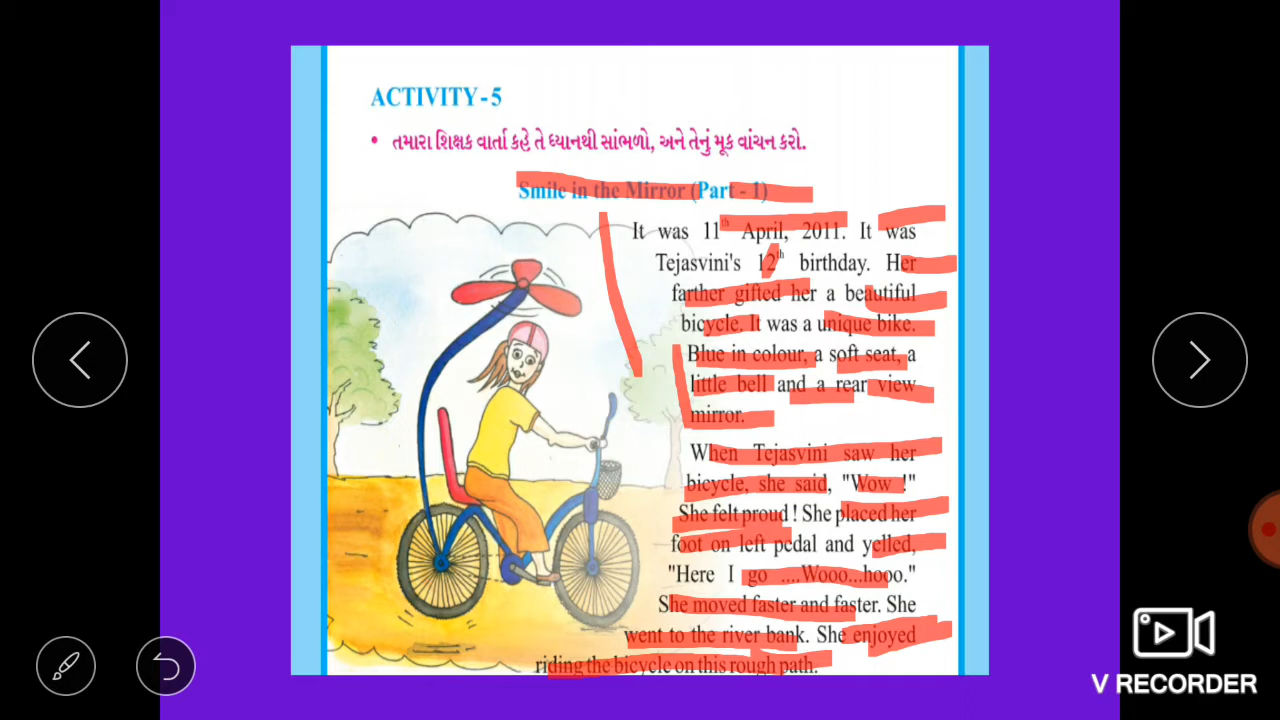 ACTIVITY - 5
• તમારા શિક્ષક વાર્તા કહે તે ધ્યાનથી સાંભળો, અને તેનું મૂક વાંચન કરો.
Smile in the Mirror (Part - 1)
It was 11th April, 2011. It was
Tejasvini's 12th birthday. Her
farther gifted her a beautiful
bicycle. It was a unique bike.
Blue in colour, a soft seat, a
little bell and a rear view
mirror.
When Tejasvini saw her
bicycle, she said, "Wow !"
She felt proud ! She placed her
foot on left pedal and yelled,
"Here I go ....Wooo...hooo."
She moved faster and faster. She
went to the river bank. She enjoyed
riding the bicycle on this rough path.
V RECORDER